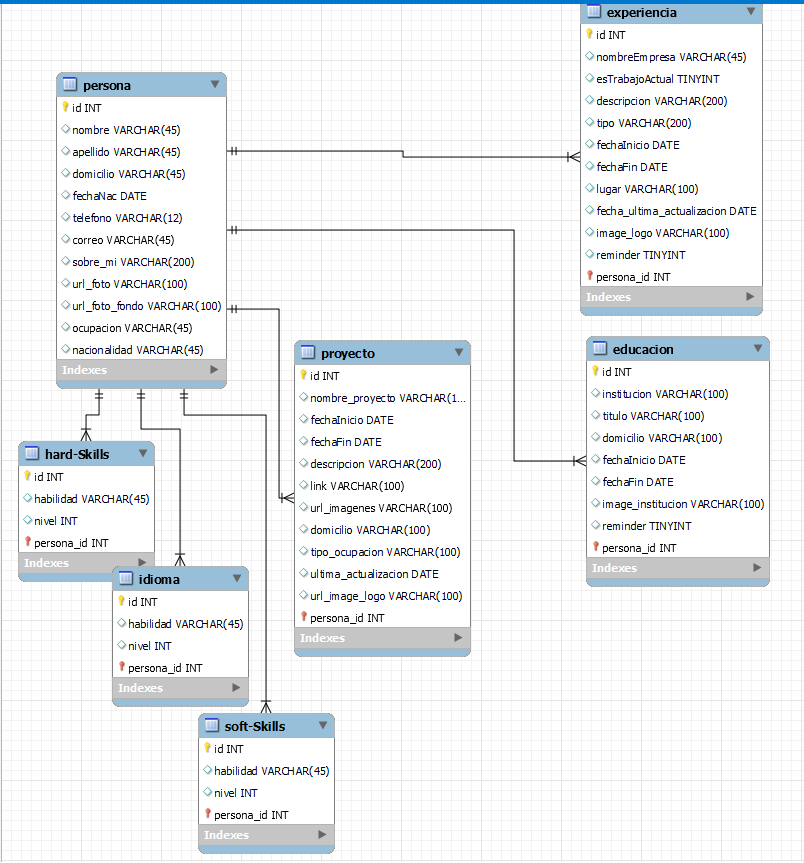 persona
id INT
nombre VARCHAR(45)
apellido VARCHAR(45)
domicilio VARCHAR(45)
fechaNac DATE
telefono VARCHAR(12)
correo VARCHAR(45)
sobre_mi VARCHAR(200)
url_foto VARCHAR(100)
url_foto_fondo VARCHAR(100)
ocupacion VARCHAR(45)
nacionalidad VARCHAR(45)
Indexes
experiencia
id INT
nombreEmpresa VARCHAR(45)
esTrabajoActual TINYINT
descripcion VARCHAR(200)
tipo VARCHAR(200)
fechaInicio DATE
fechaFin DATE
lugar VARCHAR(100)
fecha_ultima_actualizacion DATE
image_logo VARCHAR(100)
reminder TINYINT
persona_id INT
Indexes
proyecto
id INT
nombre_proyecto VARCHAR(1...
fechaInicio DATE
fechaFin DATE
descripcion VARCHAR(200)
link VARCHAR(100)
url_imagenes VARCHAR(100)
domicilio VARCHAR(100)
tipo_ocupacion VARCHAR(100)
ultima_actualizacion DATE
url_image_logo VARCHAR(100)
persona_id INT
Indexes
educacion
id INT
institucion VARCHAR(100)
titulo VARCHAR(100)
domicilio VARCHAR(100)
fechaInicio DATE
fechaFin DATE
image_institucion VARCHAR(100)
reminder TINYINT
persona_id INT
Indexes
hard-Skills
id INT
habilidad VARCHAR(45)
nivel INT
persona_id INT
Indexes
idioma
id INT
habilidad VARCHAR(45)
nivel INT
persona_id INT
Indexes
soft-Skills
id INT
habilidad VARCHAR(45)
nivel INT
persona_id INT
Indexes